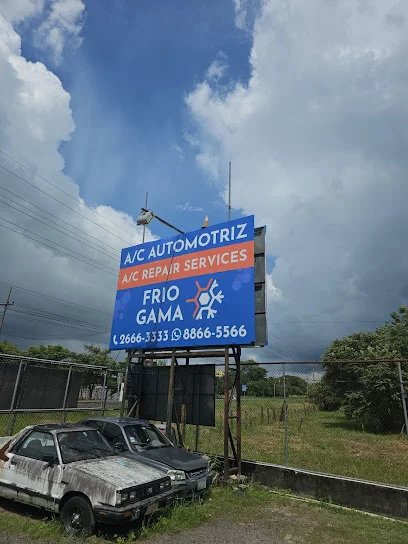 A/C AUTOMOTRIZ
A/C REPAIR SERVICES
FRIO
GAMA
2666-3333 8866-5566